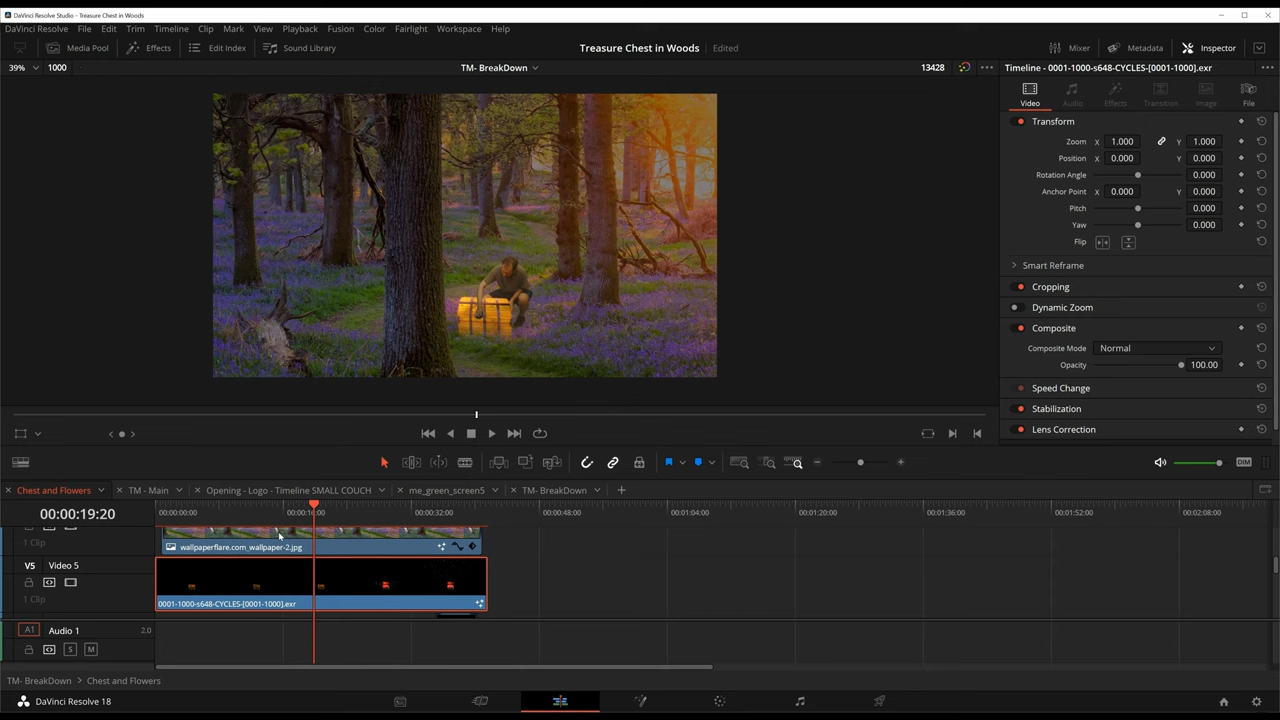 DaVinci Resolve Studio - Treasure Chest in Woods
DaVinci Resolve File Edit Trim Timeline Clip Mark View Playback Fusion Color Fairlight Workspace Help
Media Pool Effects Edit Index Sound Library Treasure Chest in Woods Edited Mixer Metadata Inspector
39% 1000 TM- BreakDown 13428 Timeline - 0001-1000-s648-CYCLES-[0001-1000].exr
Video Audio Effects Transition Image File
Transform
Zoom X 1.000 Y 1.000
Position X 0.000 Y 0.000
Rotation Angle 0.000
Anchor Point X 0.000 Y 0.000
Pitch 0.000
Yaw 0.000
Flip
Smart Reframe
Cropping
Dynamic Zoom
Composite
Composite Mode Normal
Opacity 100.00
Speed Change
Stabilization
Lens Correction
DIM
Chest and Flowers TM - Main Opening - Logo - Timeline SMALL COUCH me_green_screen5 TM- BreakDown
00:00:19:20 00:00:00:00 00:00:16:00 00:00:32:00 00:00:48:00 00:01:04:00 00:01:20:00 00:01:36:00 00:01:52:00 00:02:08:00
1 Clip wallpaperflare.com_wallpaper-2.jpg
V5 Video 5
1 Clip 0001-1000-s648-CYCLES-[0001-1000].exr
A1 Audio 1 2.0
S M
TM- BreakDown > Chest and Flowers
DaVinci Resolve 18